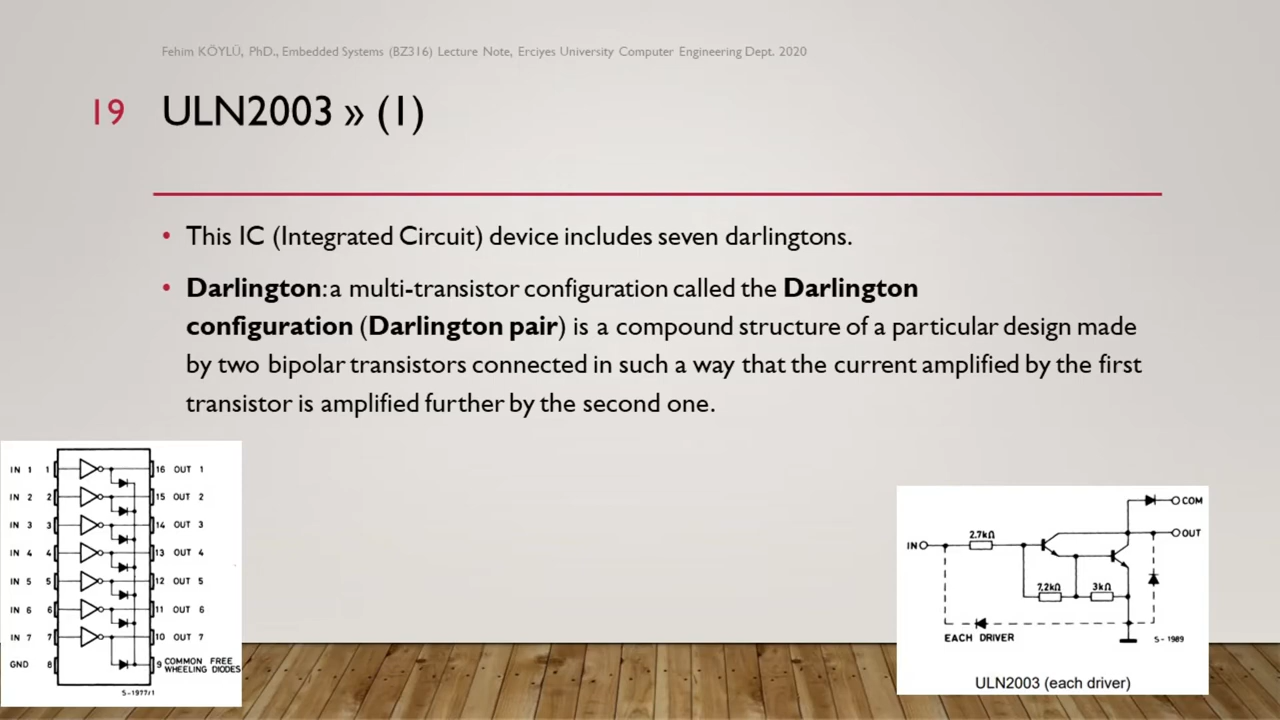 Fehim KÖYLÜ, PhD., Embedded Systems (BZ316) Lecture Note, Erciyes University Computer Engineering Dept. 2020
19 ULN2003 » (1)
• This IC (Integrated Circuit) device includes seven darlingtons.
• Darlington: a multi-transistor configuration called the Darlington
configuration (Darlington pair) is a compound structure of a particular design made
by two bipolar transistors connected in such a way that the current amplified by the first
transistor is amplified further by the second one.
IN 1 1 16 OUT 1
IN 2 2 15 OUT 2
IN 3 3 14 OUT 3
IN 4 4 13 OUT 4
IN 5 5 12 OUT 5
IN 6 6 11 OUT 6
IN 7 7 10 OUT 7
GND 8 9 COMMON FREE
WHEELING DIODES
S-1977/1
COM
OUT
IN 2.7kΩ
7.2kΩ 3kΩ
EACH DRIVER S-1989
ULN2003 (each driver)